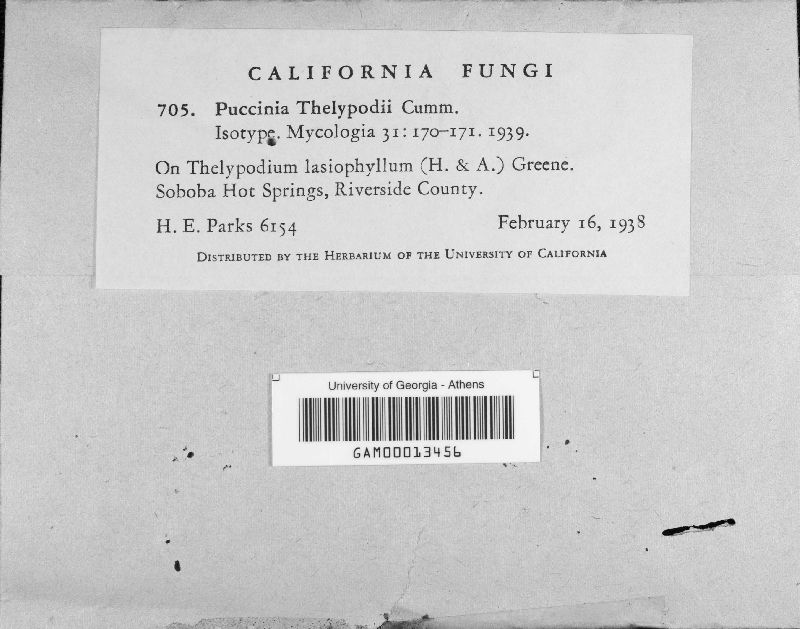 CALIFORNIA FUNGI
705. Puccinia Thelypodii Cumm.
Isotype. Mycologia 31: 170–171. 1939.
On Thelypodium lasiophyllum (H. & A.) Greene.
Soboba Hot Springs, Riverside County.
H. E. Parks 6154 February 16, 1938
DISTRIBUTED BY THE HERBARIUM OF THE UNIVERSITY OF CALIFORNIA
University of Georgia - Athens
GAM00013456